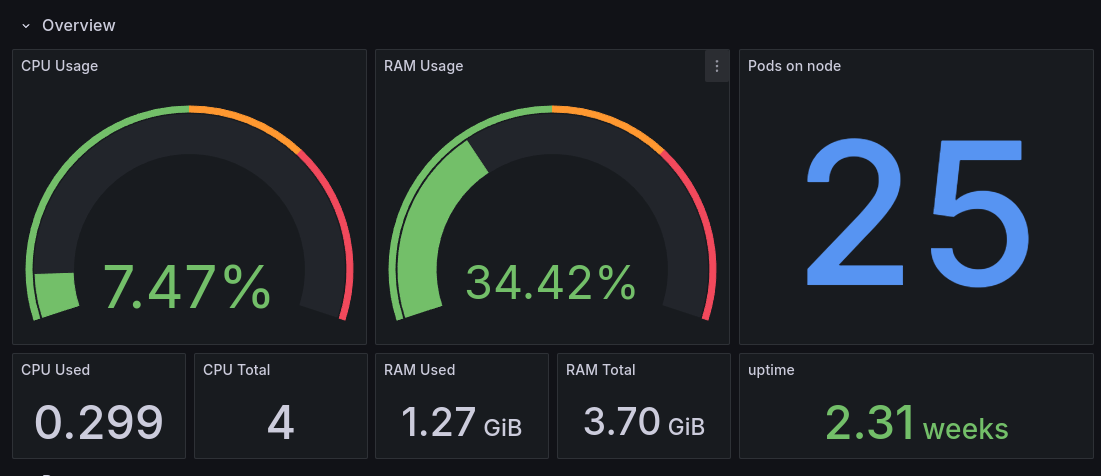 Overview
CPU Usage
RAM Usage
Pods on node
7.47%
34.42%
25
CPU Used
CPU Total
RAM Used
RAM Total
uptime
0.299
4
1.27 GiB
3.70 GiB
2.31 weeks